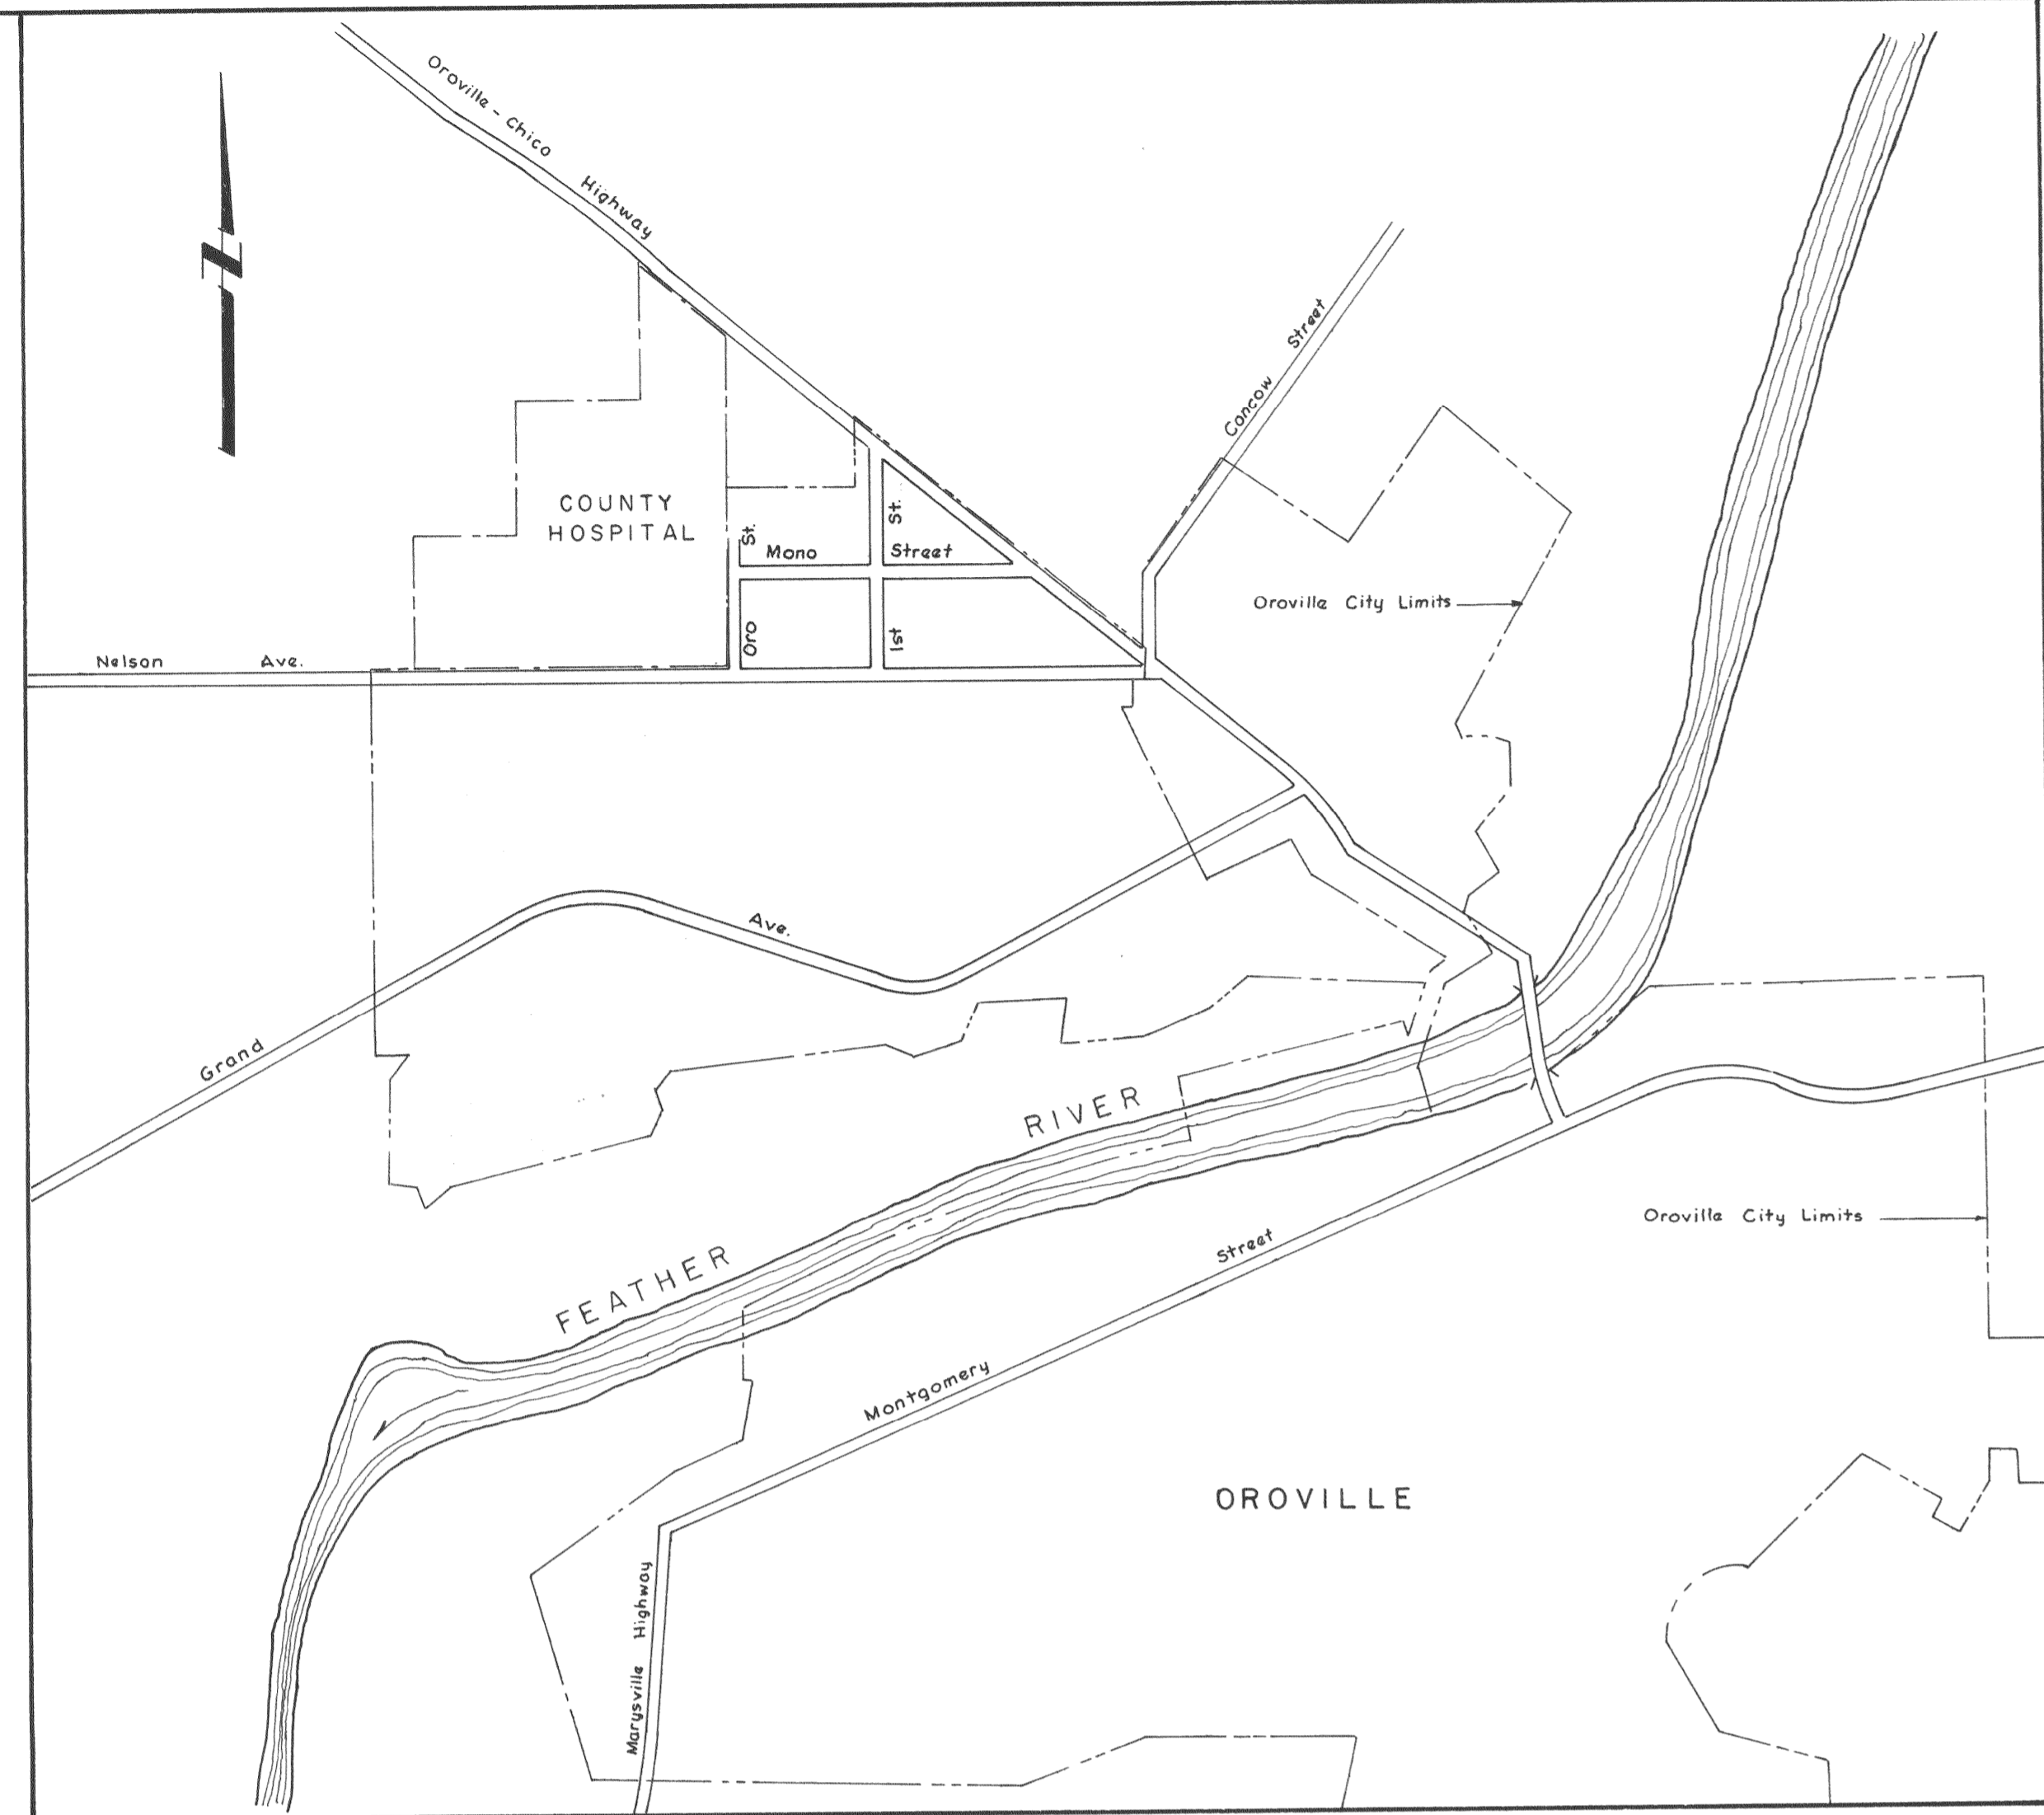 Oroville - Chico Highway
N
Concow Street
COUNTY
HOSPITAL
St.
St.
Mono Street
Oro
1st
Oroville City Limits
Nelson Ave.
Grand Ave.
FEATHER RIVER
Oroville City Limits
Montgomery Street
OROVILLE
Marysville Highway